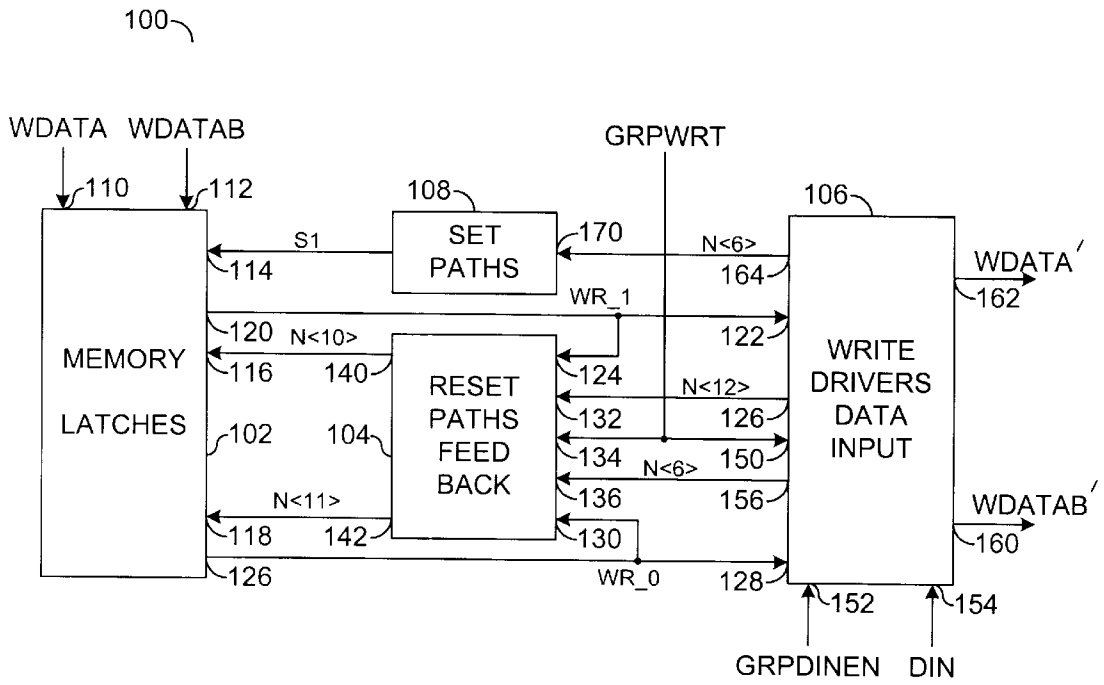 100
WDATA WDATAB
GRPWRT
110 112
108
106
SET
PATHS
S1
114
170
N<6>
164
WDATA'
162
WR_1
120
122
N<10>
116
140
124
MEMORY
LATCHES
RESET
PATHS
FEED
BACK
WRITE
DRIVERS
DATA
INPUT
N<12>
132
126
102
104
134
150
N<6>
136
156
N<11>
118
142
130
WDATAB'
160
126
WR_0
128
152
154
GRPDINEN DIN